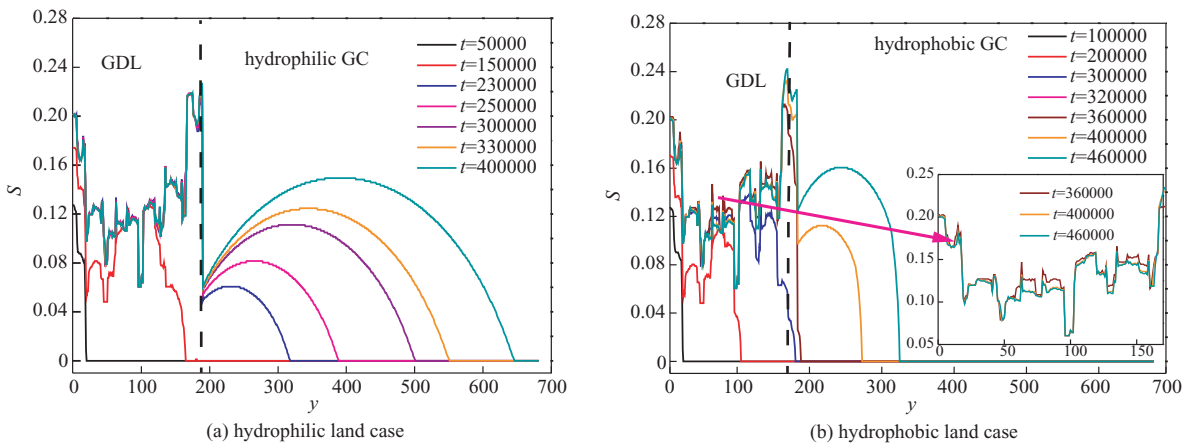 0.28
0.24
0.20
0.16
0.12
0.08
0.04
0
S
GDL
hydrophilic GC
t=50000
t=150000
t=230000
t=250000
t=300000
t=330000
t=400000
0 100 200 300 400 500 600 700
y
(a) hydrophilic land case
0.28
0.24
0.20
0.16
0.12
0.08
0.04
0
S
GDL
hydrophobic GC
t=100000
t=200000
t=300000
t=320000
t=360000
t=400000
t=460000
0.25
0.20
0.15
0.10
0.05
t=360000
t=400000
t=460000
0 50 100 150
0 100 200 300 400 500 600 700
y
(b) hydrophobic land case